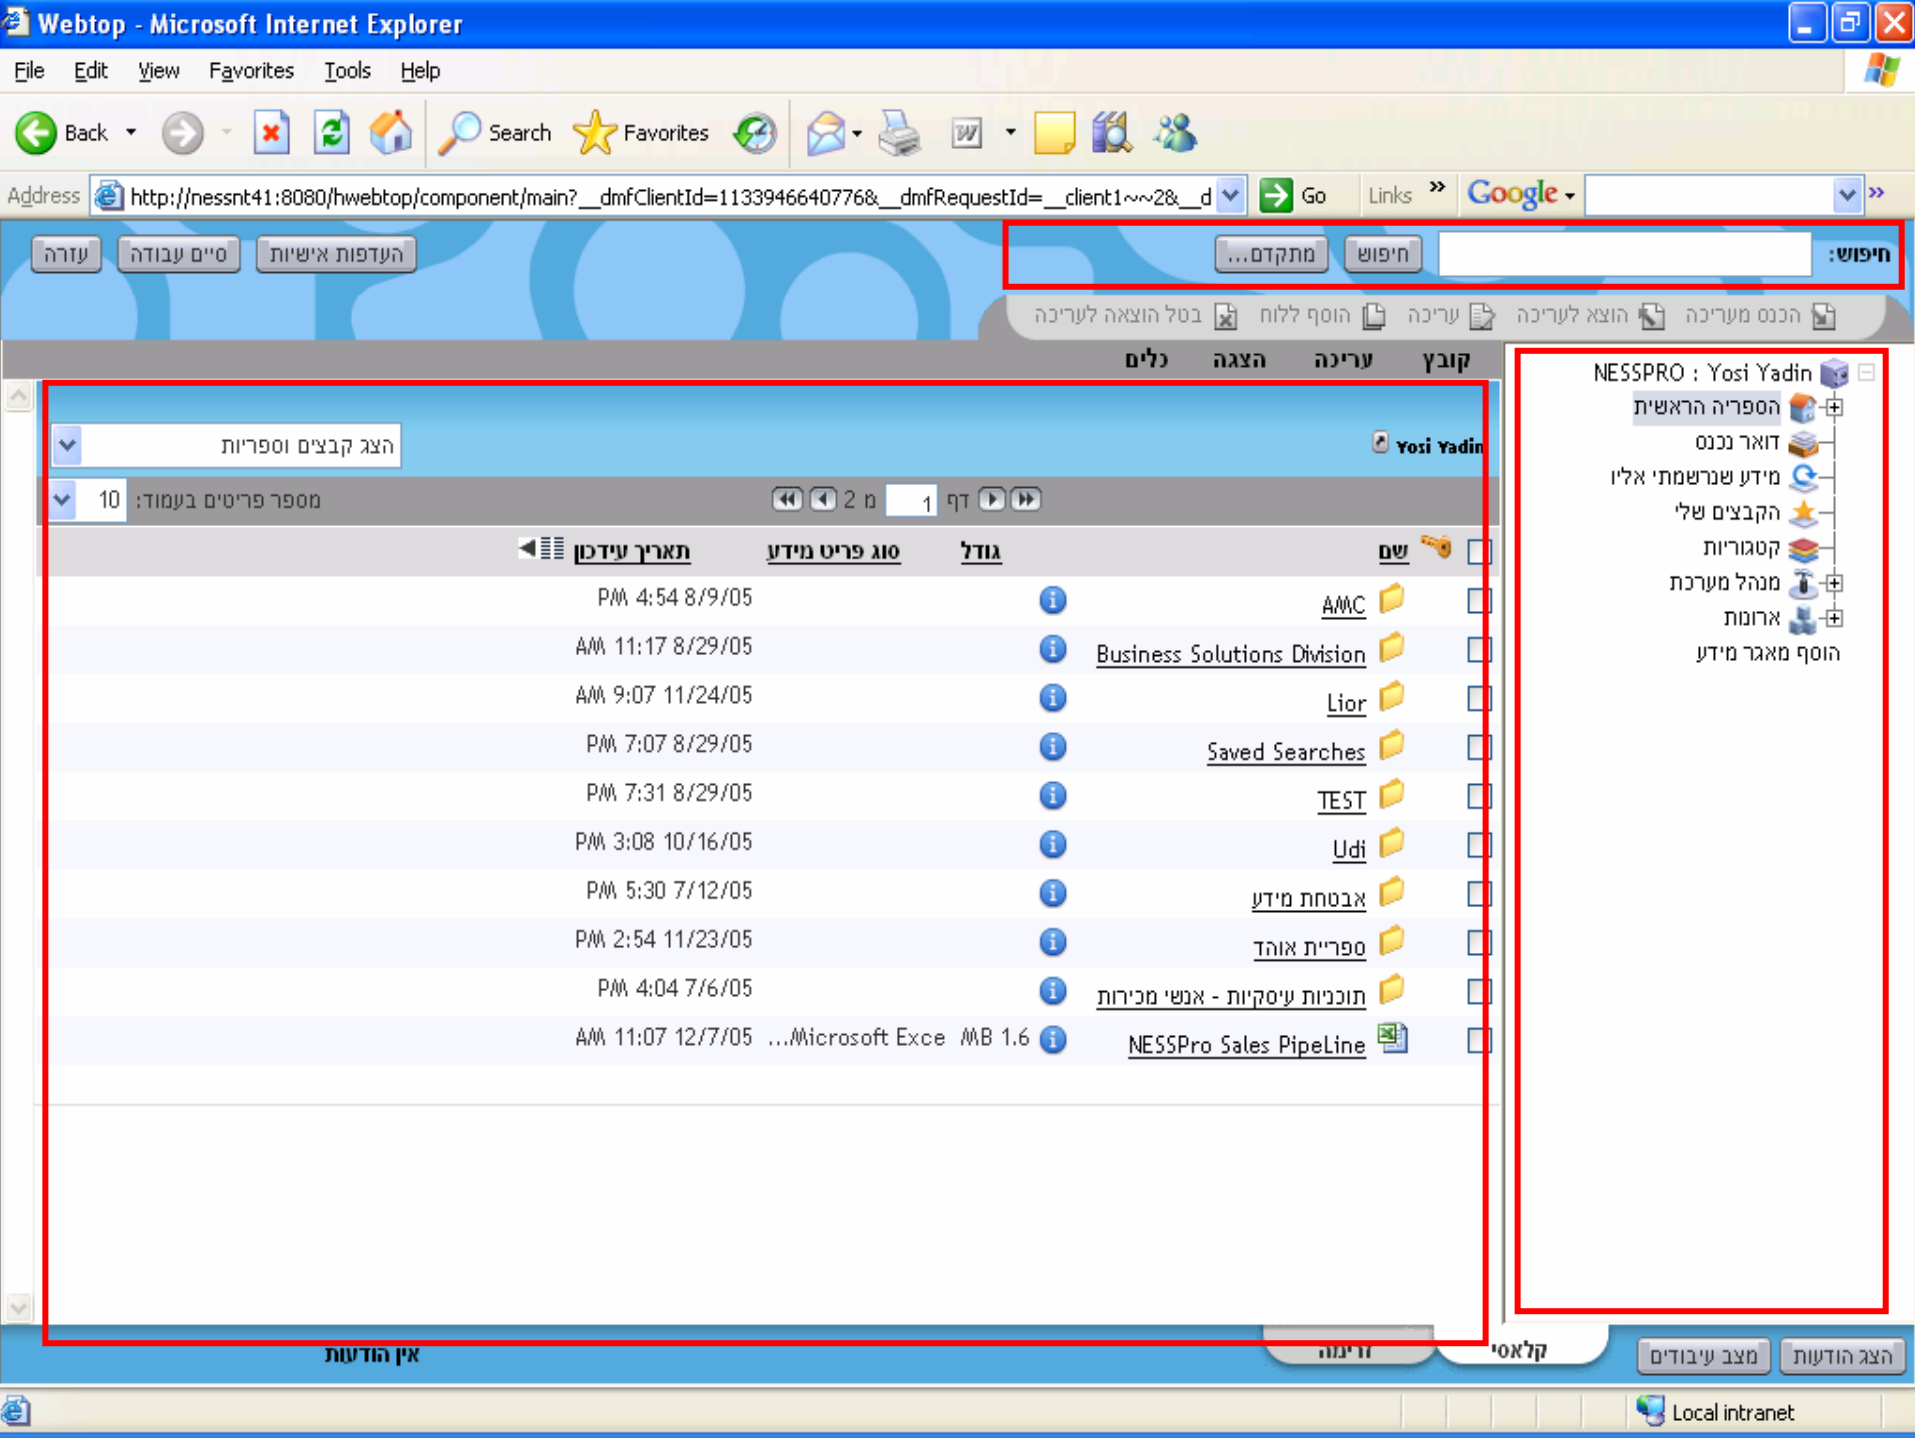 Webtop - Microsoft Internet Explorer
File Edit View Favorites Tools Help
Back Search Favorites
Address http://nessnt41:8080/hwebtop/component/main?__dmfClientId=1133946640776&__dmfRequestId=__client1~~2&__d Go Links » Google »
חיפוש: חיפוש מתקדם... העדפות אישיות סיים עבודה עזרה
הכנס מעריכה הוצא לעריכה עריכה הוסף ללוח בטל הוצאה לעריכה
קובץ עריכה הצגה כלים
NESSPRO : Yosi Yadin
הספריה הראשית
דואר נכנס
מידע שנרשמתי אליו
הקבצים שלי
קטגוריות
מנהל מערכת
ארונות
הוסף מאגר מידע
Yosi Yadin הצג קבצים וספריות
דף 1 מ 2 מספר פריטים בעמוד: 10
שם גודל סוג פריט מידע תאריך עידכון
AMC 8/9/05 4:54 PM
Business Solutions Division 8/29/05 11:17 AM
Lior 11/24/05 9:07 AM
Saved Searches 8/29/05 7:07 PM
TEST 8/29/05 7:31 PM
Udi 10/16/05 3:08 PM
אבטחת מידע 7/12/05 5:30 PM
ספריית אוהד 11/23/05 2:54 PM
תוכניות עיסקיות - אנשי מכירות 7/6/05 4:04 PM
NESSPro Sales PipeLine 1.6 MB Microsoft Exce... 12/7/05 11:07 AM
הצג הודעות מצב עיבודים קלאסי זרימה אין הודעות
Local intranet